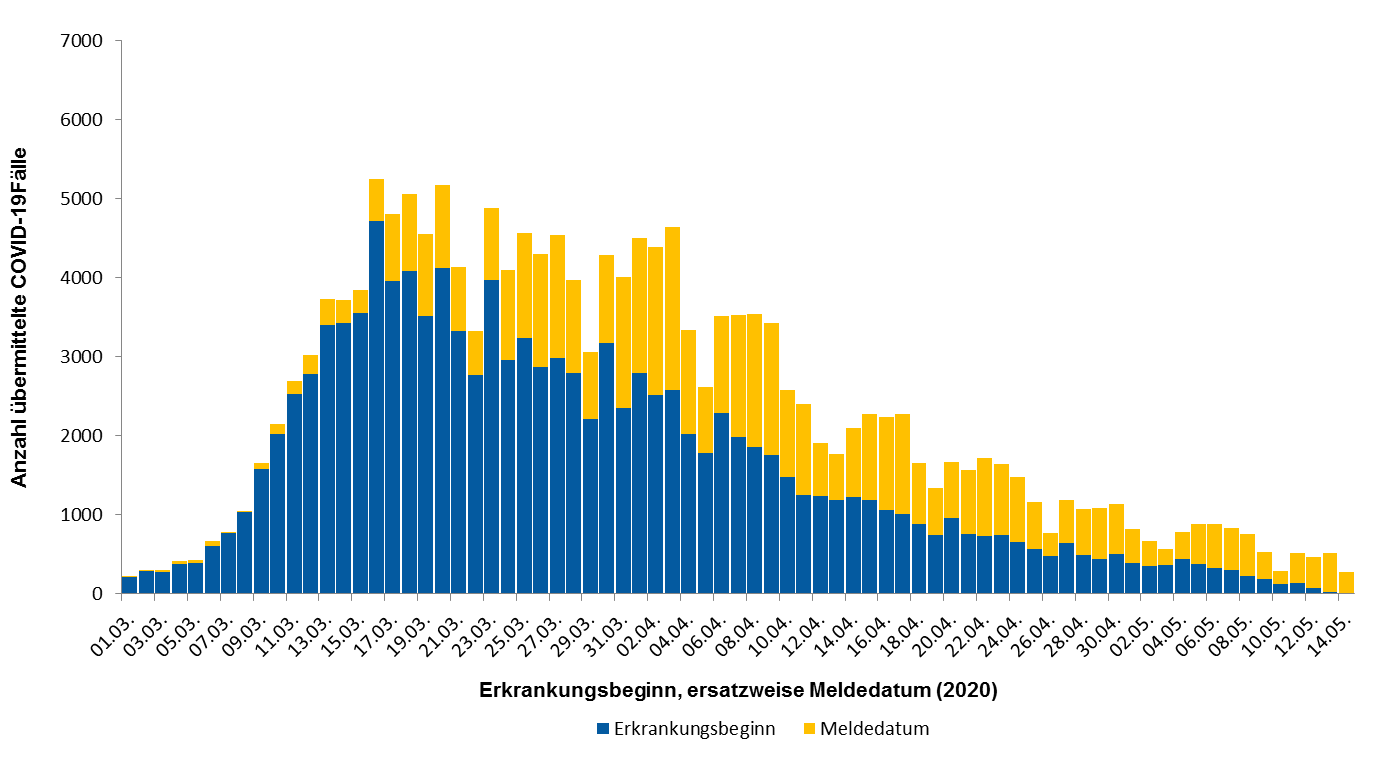 7000
6000
5000
4000
3000
2000
1000
0
Anzahl übermittelte COVID-19Fälle
01.03. 03.03. 05.03. 07.03. 09.03. 11.03. 13.03. 15.03. 17.03. 19.03. 21.03. 23.03. 25.03. 27.03. 29.03. 31.03. 02.04. 04.04. 06.04. 08.04. 10.04. 12.04. 14.04. 16.04. 18.04. 20.04. 22.04. 24.04. 26.04. 28.04. 30.04. 02.05. 04.05. 06.05. 08.05. 10.05. 12.05. 14.05.
Erkrankungsbeginn, ersatzweise Meldedatum (2020)
Erkrankungsbeginn Meldedatum